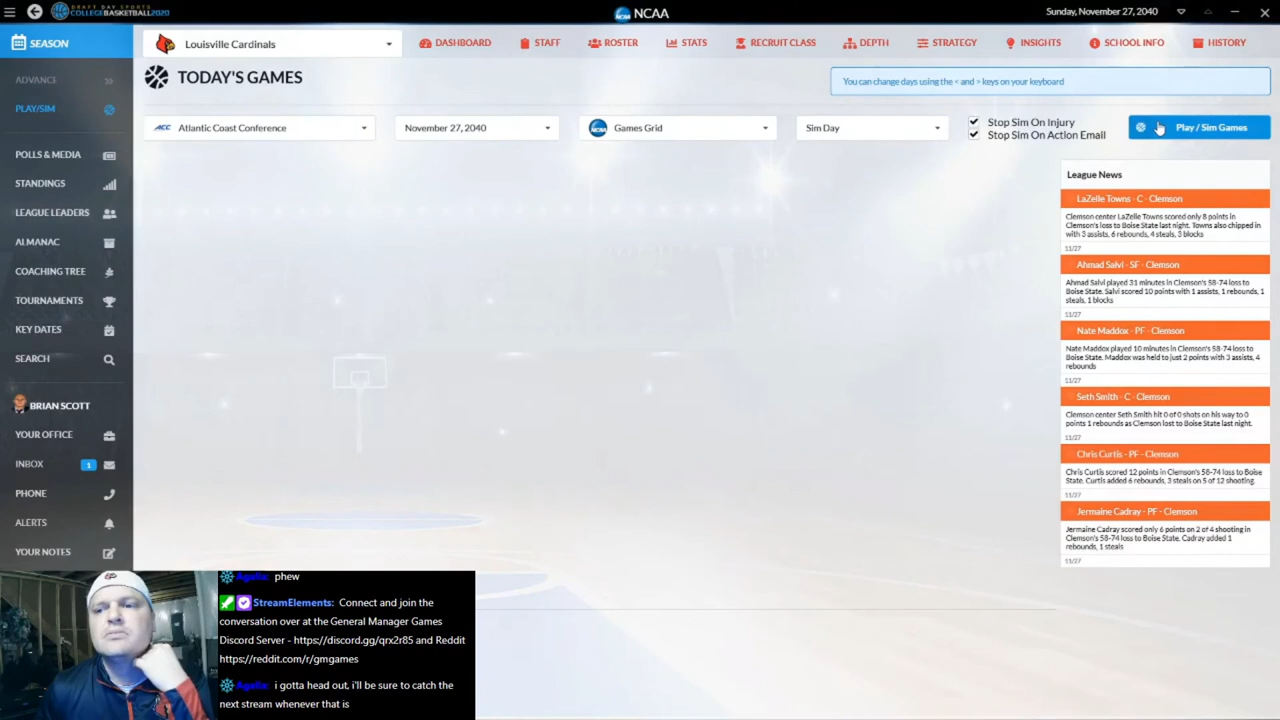 DRAFT DAY SPORTS
COLLEGE BASKETBALL 2020
NCAA
Sunday, November 27, 2040
SEASON
Louisville Cardinals
DASHBOARD
STAFF
ROSTER
STATS
RECRUIT CLASS
DEPTH
STRATEGY
INSIGHTS
SCHOOL INFO
HISTORY
ADVANCE
PLAY/SIM
POLLS & MEDIA
STANDINGS
LEAGUE LEADERS
ALMANAC
COACHING TREE
TOURNAMENTS
KEY DATES
SEARCH
BRIAN SCOTT
YOUR OFFICE
INBOX 1
PHONE
ALERTS
YOUR NOTES
TODAY'S GAMES
You can change days using the < and > keys on your keyboard
ACC Atlantic Coast Conference
November 27, 2040
NCAA Games Grid
Sim Day
Stop Sim On Injury
Stop Sim On Action Email
Play / Sim Games
League News
LaZelle Towns - C - Clemson
Clemson center LaZelle Towns scored only 8 points in
Clemson's loss to Boise State last night. Towns also chipped in
with 3 assists, 6 rebounds, 4 steals, 3 blocks
11/27
Ahmad Salvi - SF - Clemson
Ahmad Salvi played 31 minutes in Clemson's 58-74 loss to
Boise State. Salvi scored 10 points with 1 assists, 1 rebounds, 1
steals, 1 blocks
11/27
Nate Maddox - PF - Clemson
Nate Maddox played 10 minutes in Clemson's 58-74 loss to
Boise State. Maddox was held to just 2 points with 3 assists, 4
rebounds
11/27
Seth Smith - C - Clemson
Clemson center Seth Smith hit 0 of 0 shots on his way to 0
points 1 rebounds as Clemson lost to Boise State last night.
11/27
Chris Curtis - PF - Clemson
Chris Curtis scored 12 points in Clemson's 58-74 loss to Boise
State. Curtis added 6 rebounds, 3 steals on 5 of 12 shooting.
11/27
Jermaine Cadray - PF - Clemson
Jermaine Cadray scored only 6 points on 2 of 4 shooting in
Clemson's 58-74 loss to Boise State. Cadray added 1
rebounds, 1 steals
11/27
Agalia: phew
StreamElements: Connect and join the
conversation over at the General Manager Games
Discord Server - https://discord.gg/qrx2r85 and Reddit
https://reddit.com/r/gmgames
Agalia: i gotta head out, i'll be sure to catch the
next stream whenever that is